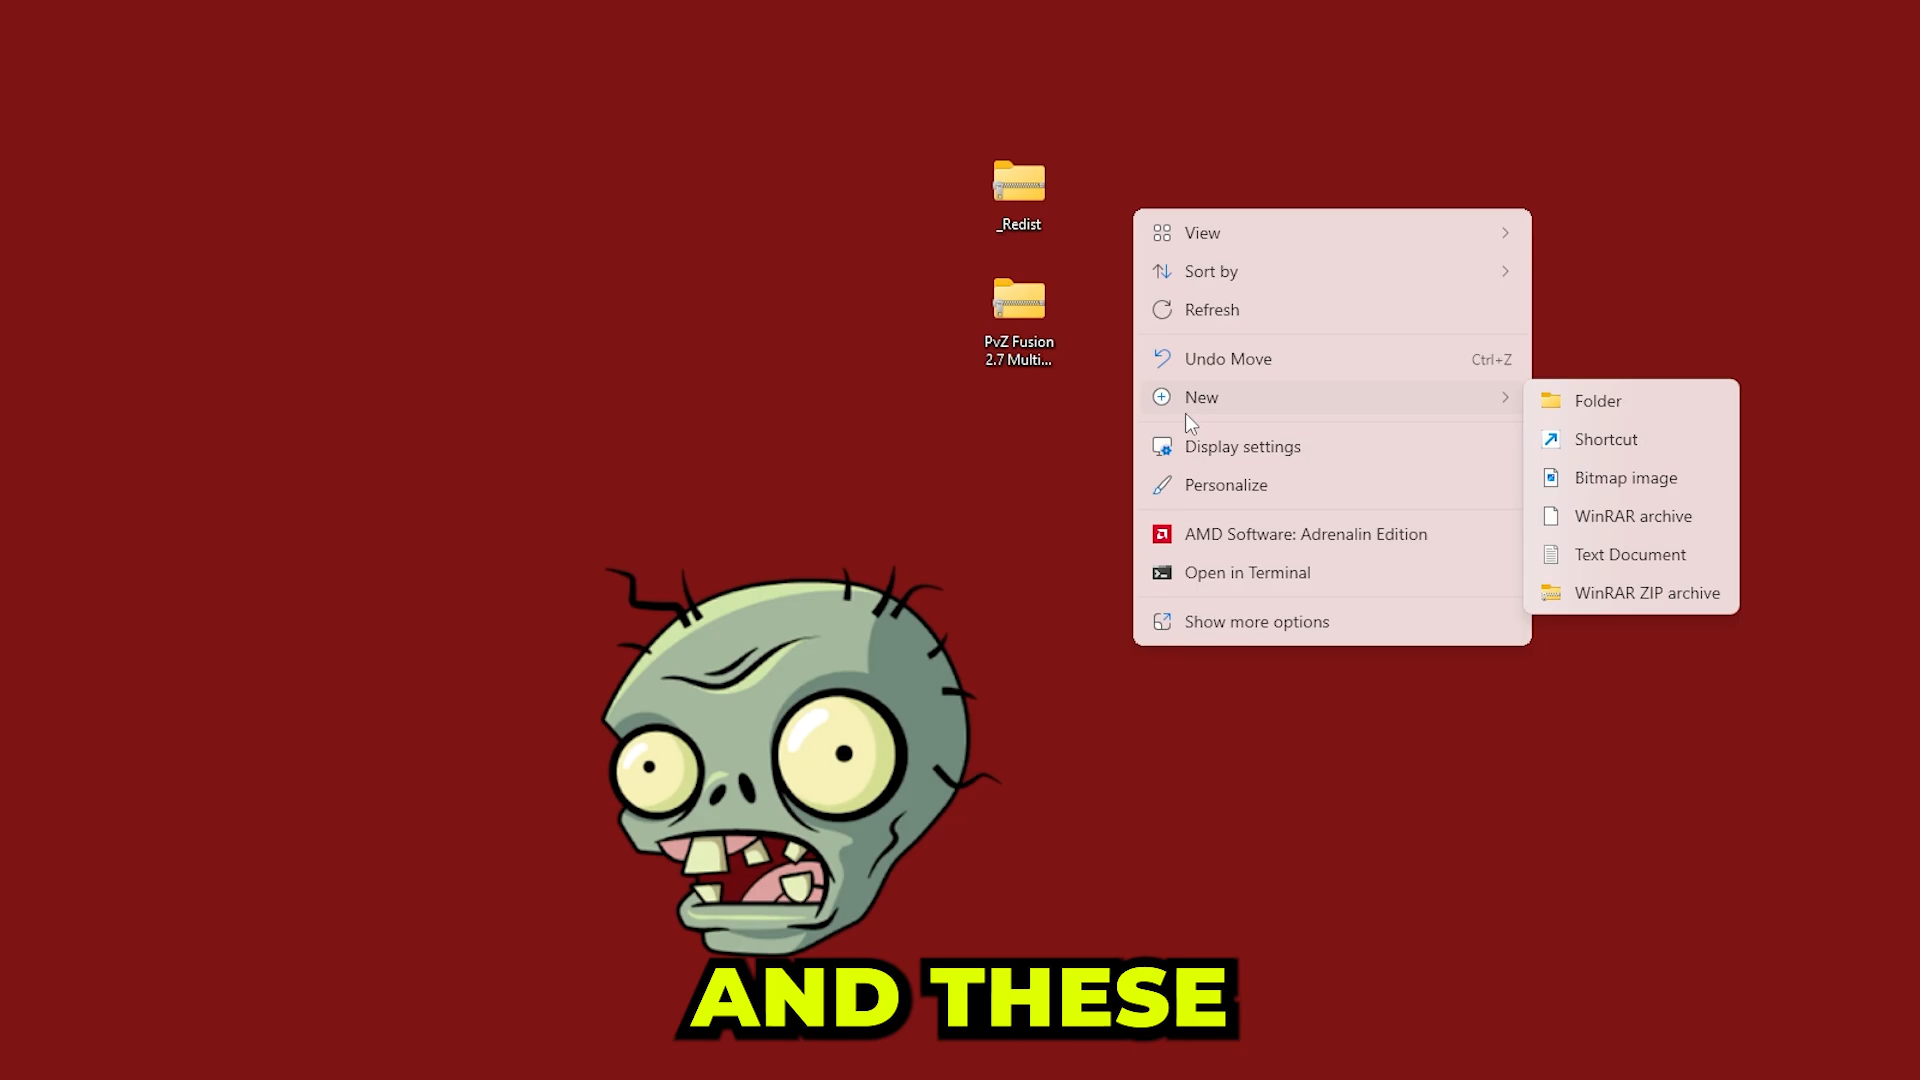 _Redist
PvZ Fusion
2.7 Multi...
View
Sort by
Refresh
Undo Move Ctrl+Z
New
Display settings
Personalize
AMD Software: Adrenalin Edition
Open in Terminal
Show more options
Folder
Shortcut
Bitmap image
WinRAR archive
Text Document
WinRAR ZIP archive
AND THESE